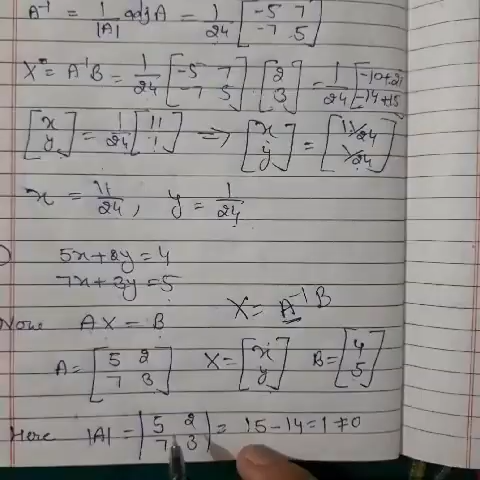 A⁻¹ = 1/|A| adjA = 1/24 [-5 7; -7 5]
X = A⁻¹B = 1/24 [-5 7; -7 5] [2; 3] = 1/24 [-10+21; -14+15]
[x; y] = 1/24 [11; 1] ⇒ [x; y] = [11/24; 1/24]
x = 11/24, y = 1/24
5x+2y=4
7x+3y=5
X = A⁻¹B
AX = B
A = [5 2; 7 3] X = [x; y] B = [4; 5]
Here |A| = |5 2; 7 3| = 15-14=1≠0